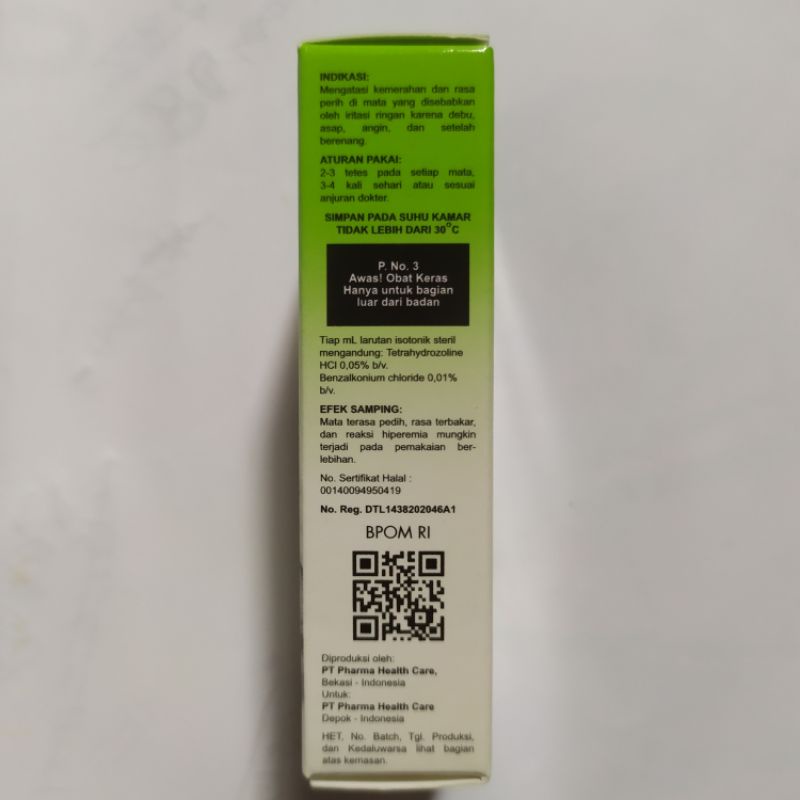 INDIKASI:
Mengatasi kemerahan dan rasa
perih di mata yang disebabkan
oleh iritasi ringan karena debu,
asap, angin, dan setelah
berenang.
ATURAN PAKAI:
2-3 tetes pada setiap mata,
3-4 kali sehari atau sesuai
anjuran dokter.
SIMPAN PADA SUHU KAMAR
TIDAK LEBIH DARI 30°C
P. No. 3
Awas! Obat Keras
Hanya untuk bagian
luar dari badan
Tiap mL larutan isotonik steril
mengandung: Tetrahydrozoline
HCl 0,05% b/v.
Benzalkonium chloride 0,01%
b/v.
EFEK SAMPING:
Mata terasa pedih, rasa terbakar,
dan reaksi hiperemia mungkin
terjadi pada pemakaian ber-
lebihan.
No. Sertifikat Halal :
00140094950419
No. Reg. DTL1438202046A1
BPOM RI
Diproduksi oleh:
PT Pharma Health Care,
Bekasi - Indonesia
Untuk:
PT Pharma Health Care
Depok - Indonesia
HET, No. Batch, Tgl. Produksi,
dan Kedaluwarsa lihat bagian
atas kemasan.